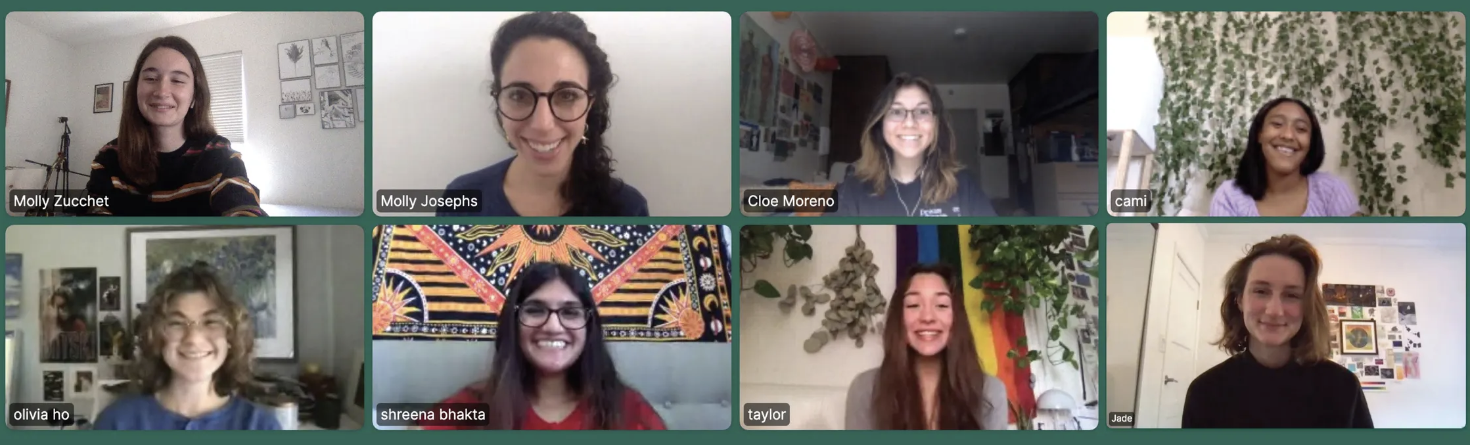 Molly Zucchet
Molly Josephs
Cloe Moreno
cami
olivia ho
shreena bhakta
taylor
Jade